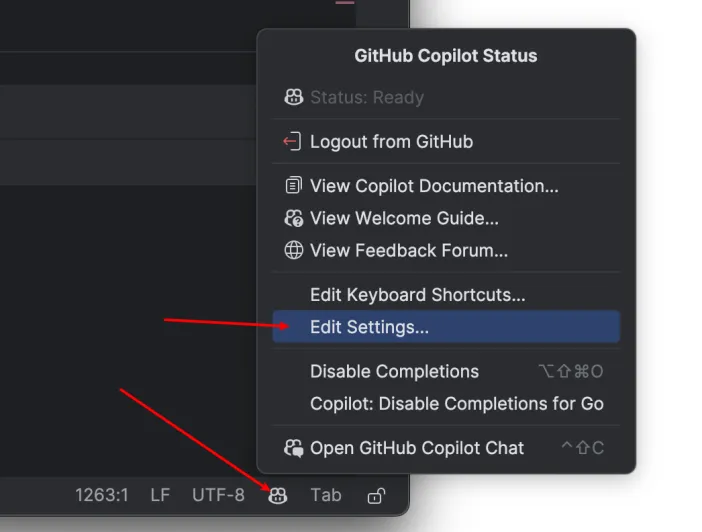 GitHub Copilot Status
Status: Ready
Logout from GitHub
View Copilot Documentation...
View Welcome Guide...
View Feedback Forum...
Edit Keyboard Shortcuts...
Edit Settings...
Disable Completions ⌥⇧⌘O
Copilot: Disable Completions for Go
Open GitHub Copilot Chat ^⇧C
1263:1 LF UTF-8 Tab